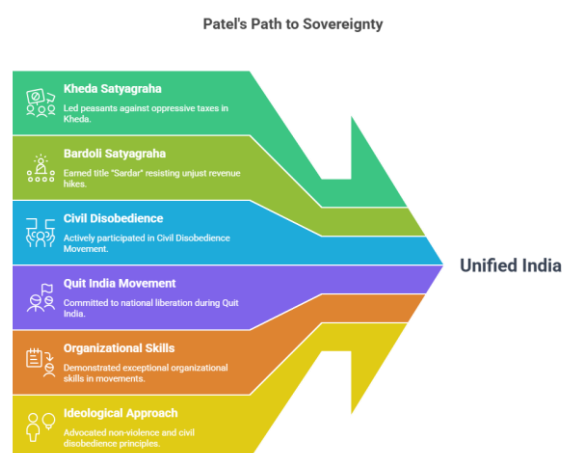 Patel's Path to Sovereignty
Kheda Satyagraha
Led peasants against oppressive taxes in
Kheda.
Bardoli Satyagraha
Earned title "Sardar" resisting unjust revenue
hikes.
Civil Disobedience
Actively participated in Civil Disobedience
Movement.
Quit India Movement
Committed to national liberation during Quit
India.
Organizational Skills
Demonstrated exceptional organizational
skills in movements.
Ideological Approach
Advocated non-violence and civil
disobedience principles.
Unified India